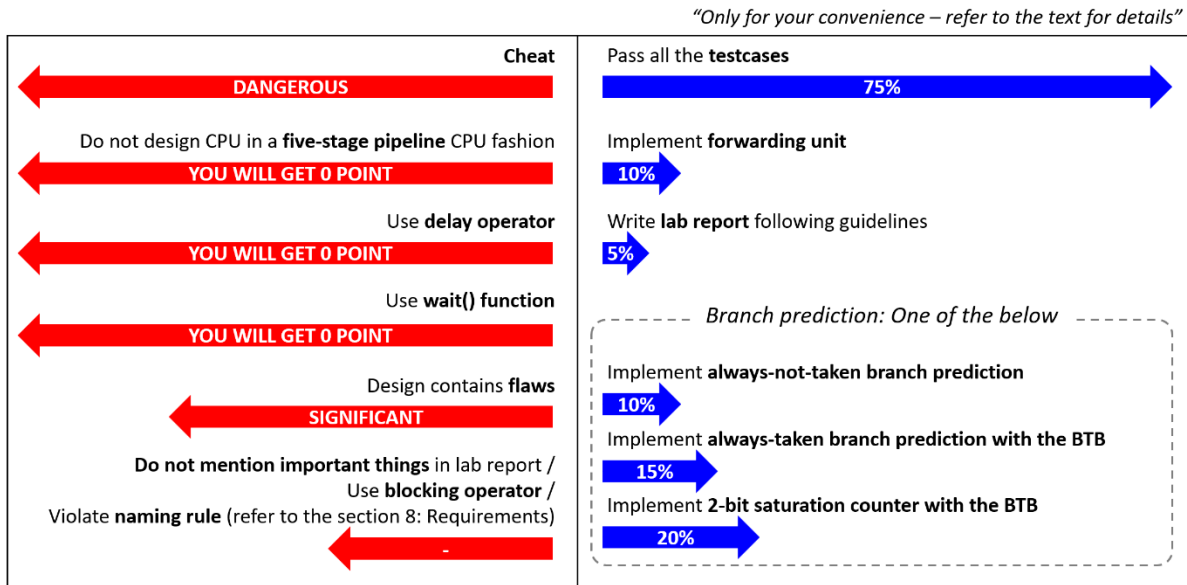 “Only for your convenience – refer to the text for details”
Cheat
DANGEROUS
Do not design CPU in a five-stage pipeline CPU fashion
YOU WILL GET 0 POINT
Use delay operator
YOU WILL GET 0 POINT
Use wait() function
YOU WILL GET 0 POINT
Design contains flaws
SIGNIFICANT
Do not mention important things in lab report /
Use blocking operator /
Violate naming rule (refer to the section 8: Requirements)
-
Pass all the testcases
75%
Implement forwarding unit
10%
Write lab report following guidelines
5%
Branch prediction: One of the below
Implement always-not-taken branch prediction
10%
Implement always-taken branch prediction with the BTB
15%
Implement 2-bit saturation counter with the BTB
20%